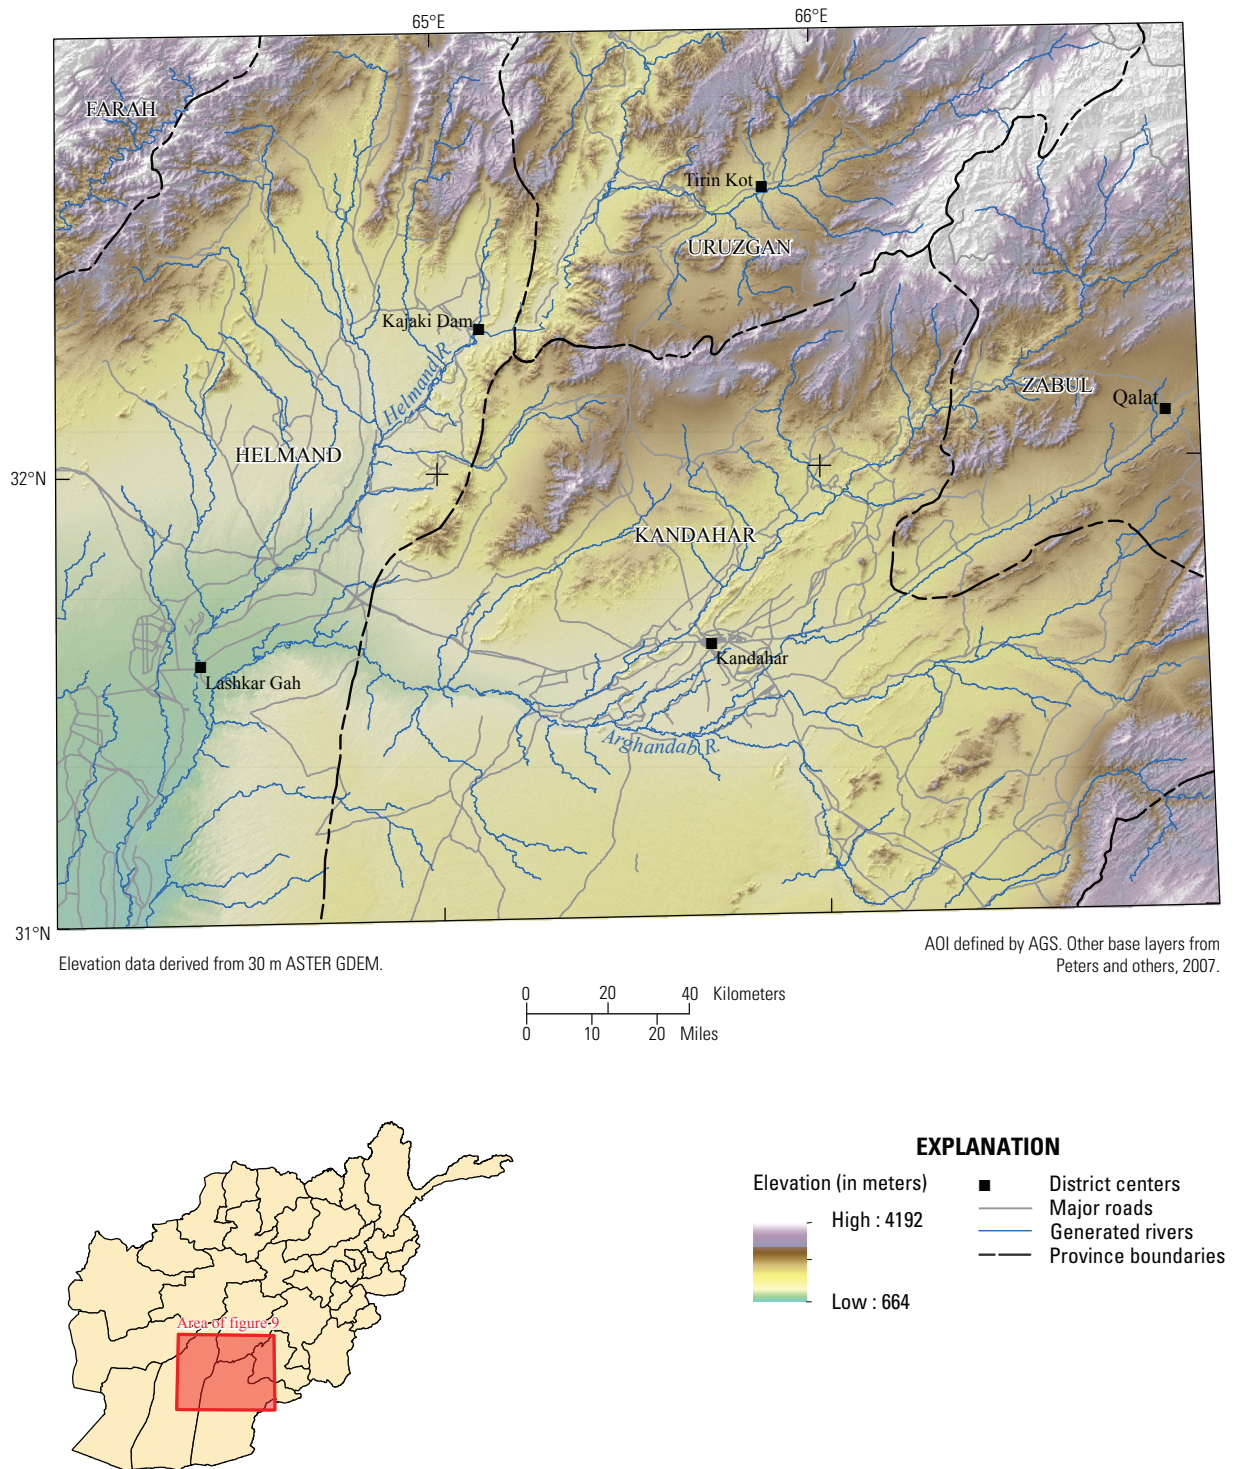 65°E
66°E
FARAH
Tirin Kot
URUZGAN
Kajaki Dam
Helmand R.
ZABUL
Qalat
HELMAND
32°N
KANDAHAR
Kandahar
Lashkar Gah
Arghandab R.
31°N
Elevation data derived from 30 m ASTER GDEM.
AOI defined by AGS. Other base layers from
Peters and others, 2007.
0 20 40 Kilometers
0 10 20 Miles
Area of figure 9
EXPLANATION
Elevation (in meters)
High : 4192
Low : 664
District centers
Major roads
Generated rivers
Province boundaries